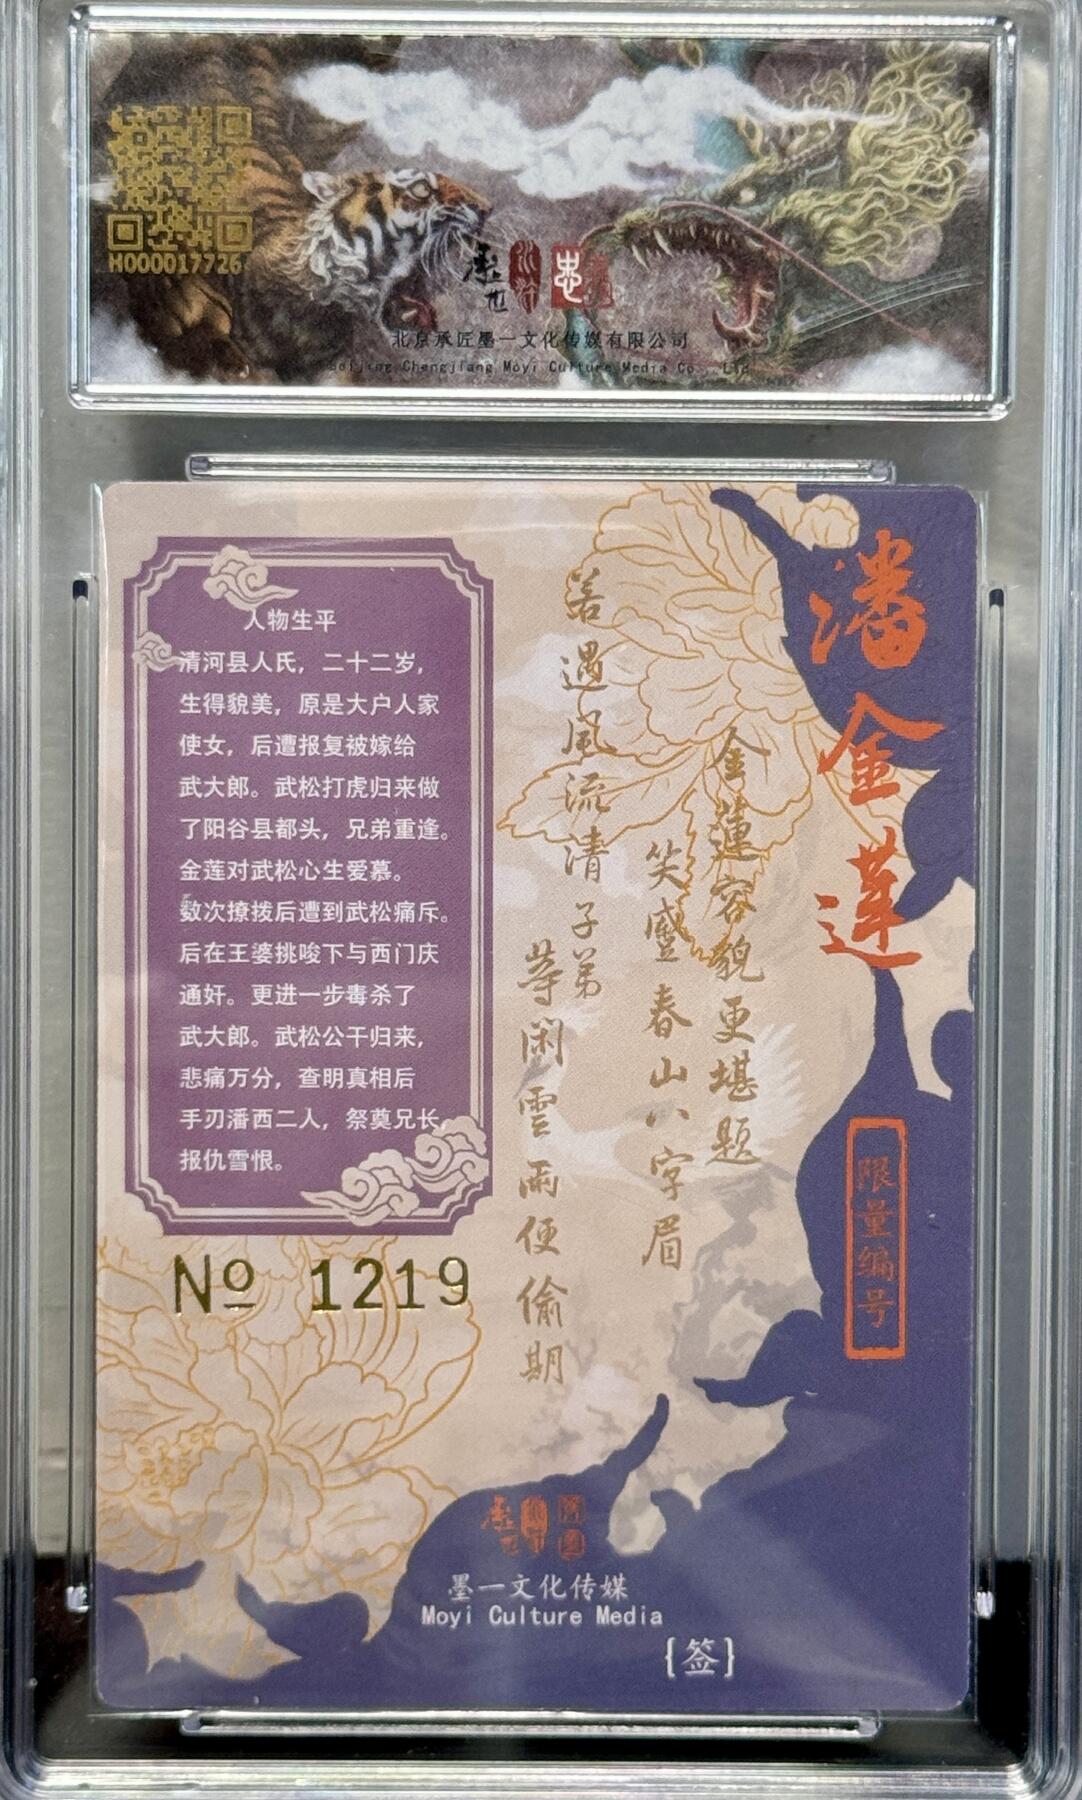 H000017726
承世
忠
北京承匠墨一文化传媒有限公司
Beijing Chengjiang Moyi Culture Media Co., Ltd
潘金莲
限量编号
金蓮容貌更堪题
笑蹙春山八字眉
若遇风流清子弟
等闲雲雨便偷期
人物生平
清河县人氏，二十二岁，
生得貌美，原是大户人家
使女，后遭报复被嫁给
武大郎。武松打虎归来做
了阳谷县都头，兄弟重逢。
金莲对武松心生爱慕。
数次撩拨后遭到武松痛斥。
后在王婆挑唆下与西门庆
通奸。更进一步毒杀了
武大郎。武松公干归来，
悲痛万分，查明真相后
手刃潘西二人，祭奠兄长，
报仇雪恨。
№ 1219
墨一文化传媒
Moyi Culture Media
{签}